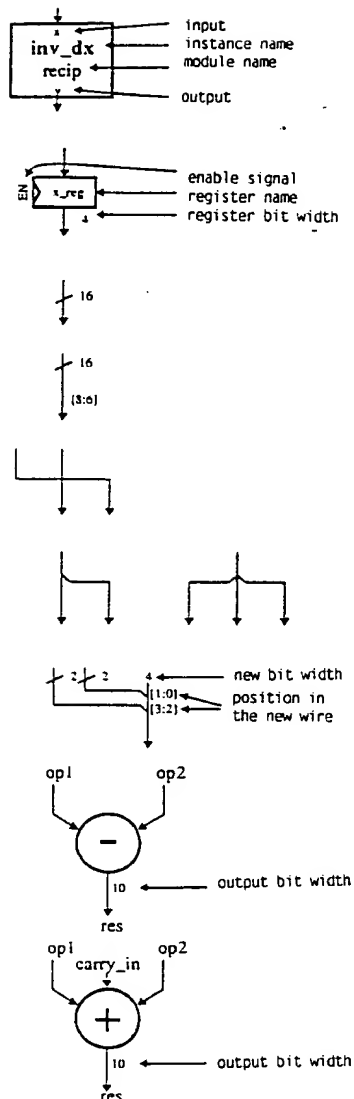 x input
inv_dx instance name
recip module name
y output
enable signal
EN x_reg register name
4 register bit width
16
16
[3:6]
2 2 4 new bit width
[1:0] position in
[3:2] the new wire
op1 op2
-
10 output bit width
res
op1 op2
carry_in
+
10 output bit width
res